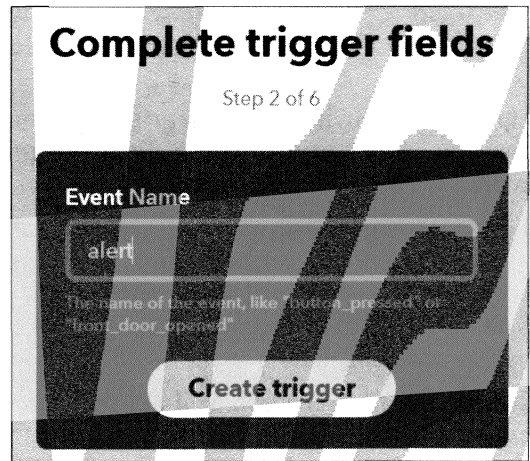 Complete trigger fields
Step 2 of 6
Event Name
alert
The name of the event, like "button_pressed" or
"front_door_opened"
Create trigger